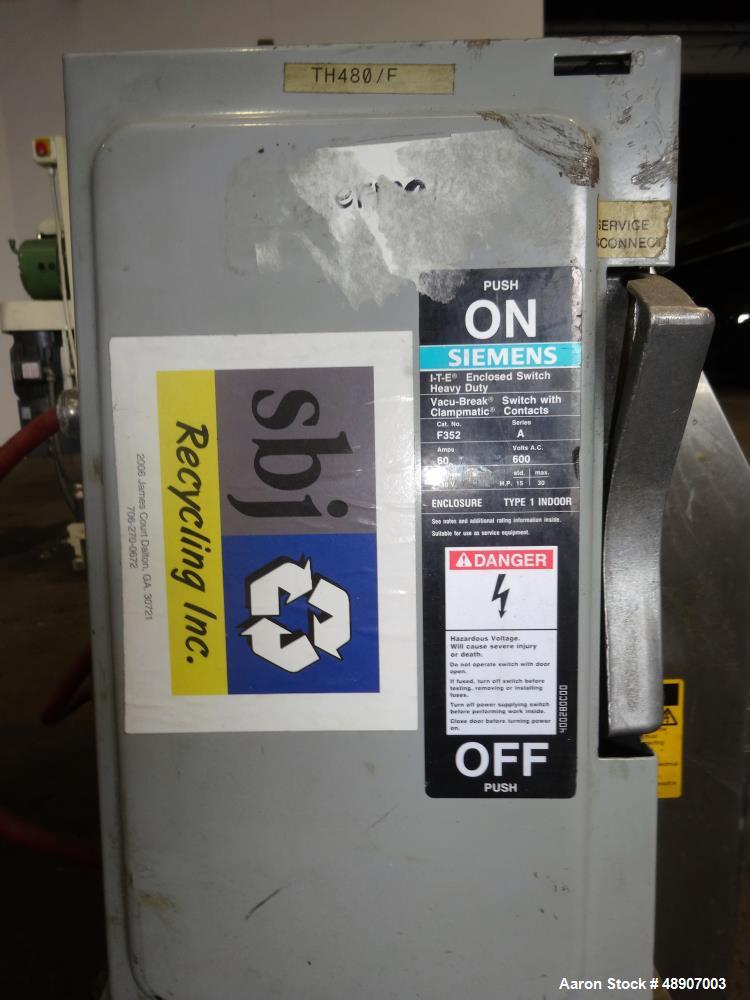 TH480/F
SERVICE
SCONNECT
PUSH
ON
SIEMENS
I-T-E® Enclosed Switch
Heavy Duty
Vacu-Break® Switch with
Clampmatic® Contacts
Cat. No. Series
F352 A
Amps Volts A.C.
60 600
std. max.
H.P. 15 30
ENCLOSURE TYPE 1 INDOOR
See notes and additional rating information inside.
Suitable for use as service equipment.
DANGER
Hazardous Voltage.
Will cause severe injury
or death.
Do not operate switch with door
open.
If fused, turn off switch before
testing, removing or installing
fuses.
Turn off power supplying switch
before performing work inside.
Close door before turning power
on.
OFF
PUSH
sbj
Recycling Inc.
2006 James Court Dalton, GA. 30721
706-270-0672
Aaron Stock # 48907003